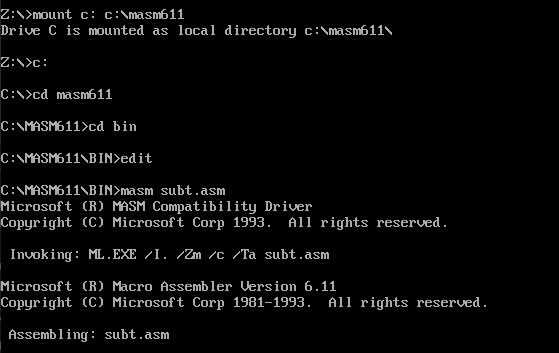 Z:\>mount c: c:\masm611
Drive C is mounted as local directory c:\masm611\
Z:\>c:
C:\>cd masm611
C:\MASM611>cd bin
C:\MASM611\BIN>edit
C:\MASM611\BIN>masm subt.asm
Microsoft (R) MASM Compatibility Driver
Copyright (C) Microsoft Corp 1993.  All rights reserved.
Invoking: ML.EXE /I. /Zm /c /Ta subt.asm
Microsoft (R) Macro Assembler Version 6.11
Copyright (C) Microsoft Corp 1981-1993.  All rights reserved.
Assembling: subt.asm